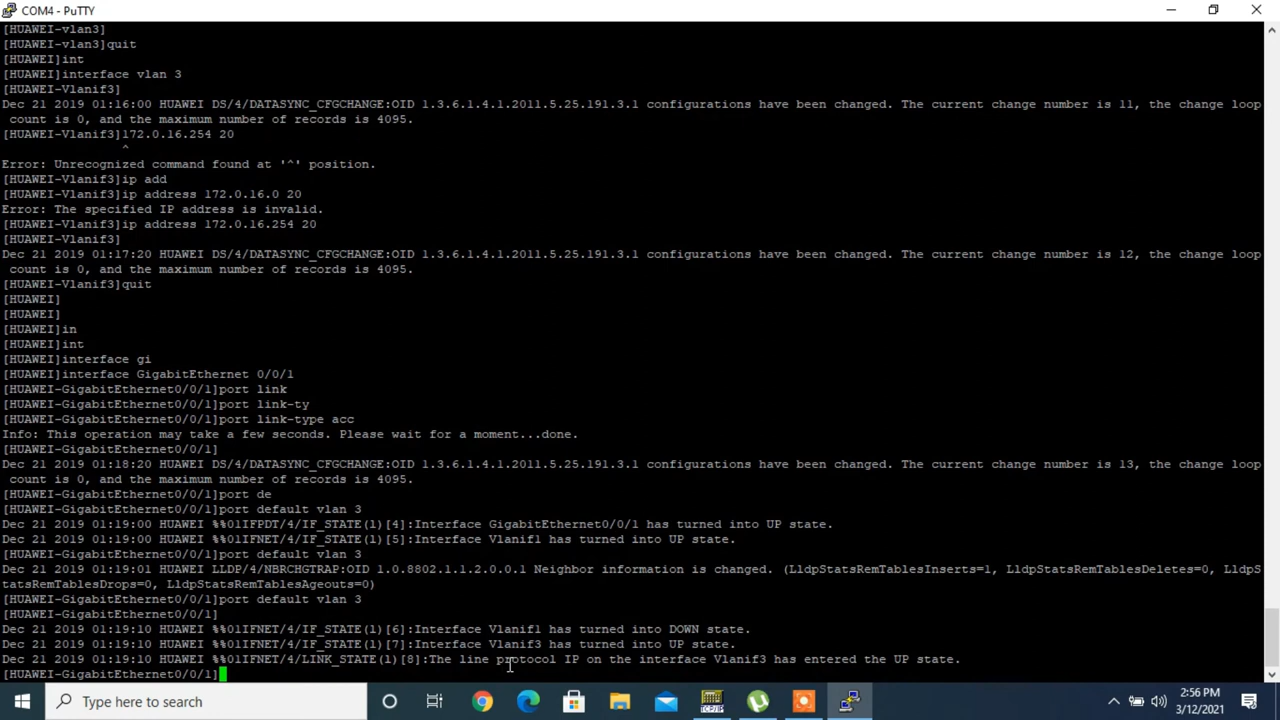 COM4 - PuTTY
[HUAWEI-vlan3]
[HUAWEI-vlan3]quit
[HUAWEI]int
[HUAWEI]interface vlan 3
[HUAWEI-Vlanif3]
Dec 21 2019 01:16:00 HUAWEI DS/4/DATASYNC_CFGCHANGE:OID 1.3.6.1.4.1.2011.5.25.191.3.1 configurations have been changed. The current change number is 11, the change loop
count is 0, and the maximum number of records is 4095.
[HUAWEI-Vlanif3]172.0.16.254 20
^
Error: Unrecognized command found at '^' position.
[HUAWEI-Vlanif3]ip add
[HUAWEI-Vlanif3]ip address 172.0.16.0 20
Error: The specified IP address is invalid.
[HUAWEI-Vlanif3]ip address 172.0.16.254 20
[HUAWEI-Vlanif3]
Dec 21 2019 01:17:20 HUAWEI DS/4/DATASYNC_CFGCHANGE:OID 1.3.6.1.4.1.2011.5.25.191.3.1 configurations have been changed. The current change number is 12, the change loop
count is 0, and the maximum number of records is 4095.
[HUAWEI-Vlanif3]quit
[HUAWEI]
[HUAWEI]
[HUAWEI]in
[HUAWEI]int
[HUAWEI]interface gi
[HUAWEI]interface GigabitEthernet 0/0/1
[HUAWEI-GigabitEthernet0/0/1]port link
[HUAWEI-GigabitEthernet0/0/1]port link-ty
[HUAWEI-GigabitEthernet0/0/1]port link-type acc
Info: This operation may take a few seconds. Please wait for a moment...done.
[HUAWEI-GigabitEthernet0/0/1]
Dec 21 2019 01:18:20 HUAWEI DS/4/DATASYNC_CFGCHANGE:OID 1.3.6.1.4.1.2011.5.25.191.3.1 configurations have been changed. The current change number is 13, the change loop
count is 0, and the maximum number of records is 4095.
[HUAWEI-GigabitEthernet0/0/1]port de
[HUAWEI-GigabitEthernet0/0/1]port default vlan 3
Dec 21 2019 01:19:00 HUAWEI %%01IFPDT/4/IF_STATE(l)[4]:Interface GigabitEthernet0/0/1 has turned into UP state.
Dec 21 2019 01:19:00 HUAWEI %%01IFNET/4/IF_STATE(l)[5]:Interface Vlanif1 has turned into UP state.
[HUAWEI-GigabitEthernet0/0/1]port default vlan 3
Dec 21 2019 01:19:01 HUAWEI LLDP/4/NBRCHGTRAP:OID 1.0.8802.1.1.2.0.0.1 Neighbor information is changed. (LldpStatsRemTablesInserts=1, LldpStatsRemTablesDeletes=0, LldpS
tatsRemTablesDrops=0, LldpStatsRemTablesAgeouts=0)
[HUAWEI-GigabitEthernet0/0/1]port default vlan 3
[HUAWEI-GigabitEthernet0/0/1]
Dec 21 2019 01:19:10 HUAWEI %%01IFNET/4/IF_STATE(l)[6]:Interface Vlanif1 has turned into DOWN state.
Dec 21 2019 01:19:10 HUAWEI %%01IFNET/4/IF_STATE(l)[7]:Interface Vlanif3 has turned into UP state.
Dec 21 2019 01:19:10 HUAWEI %%01IFNET/4/LINK_STATE(l)[8]:The line protocol IP on the interface Vlanif3 has entered the UP state.
[HUAWEI-GigabitEthernet0/0/1]
Type here to search
TCP/IP
2:56 PM
3/12/2021